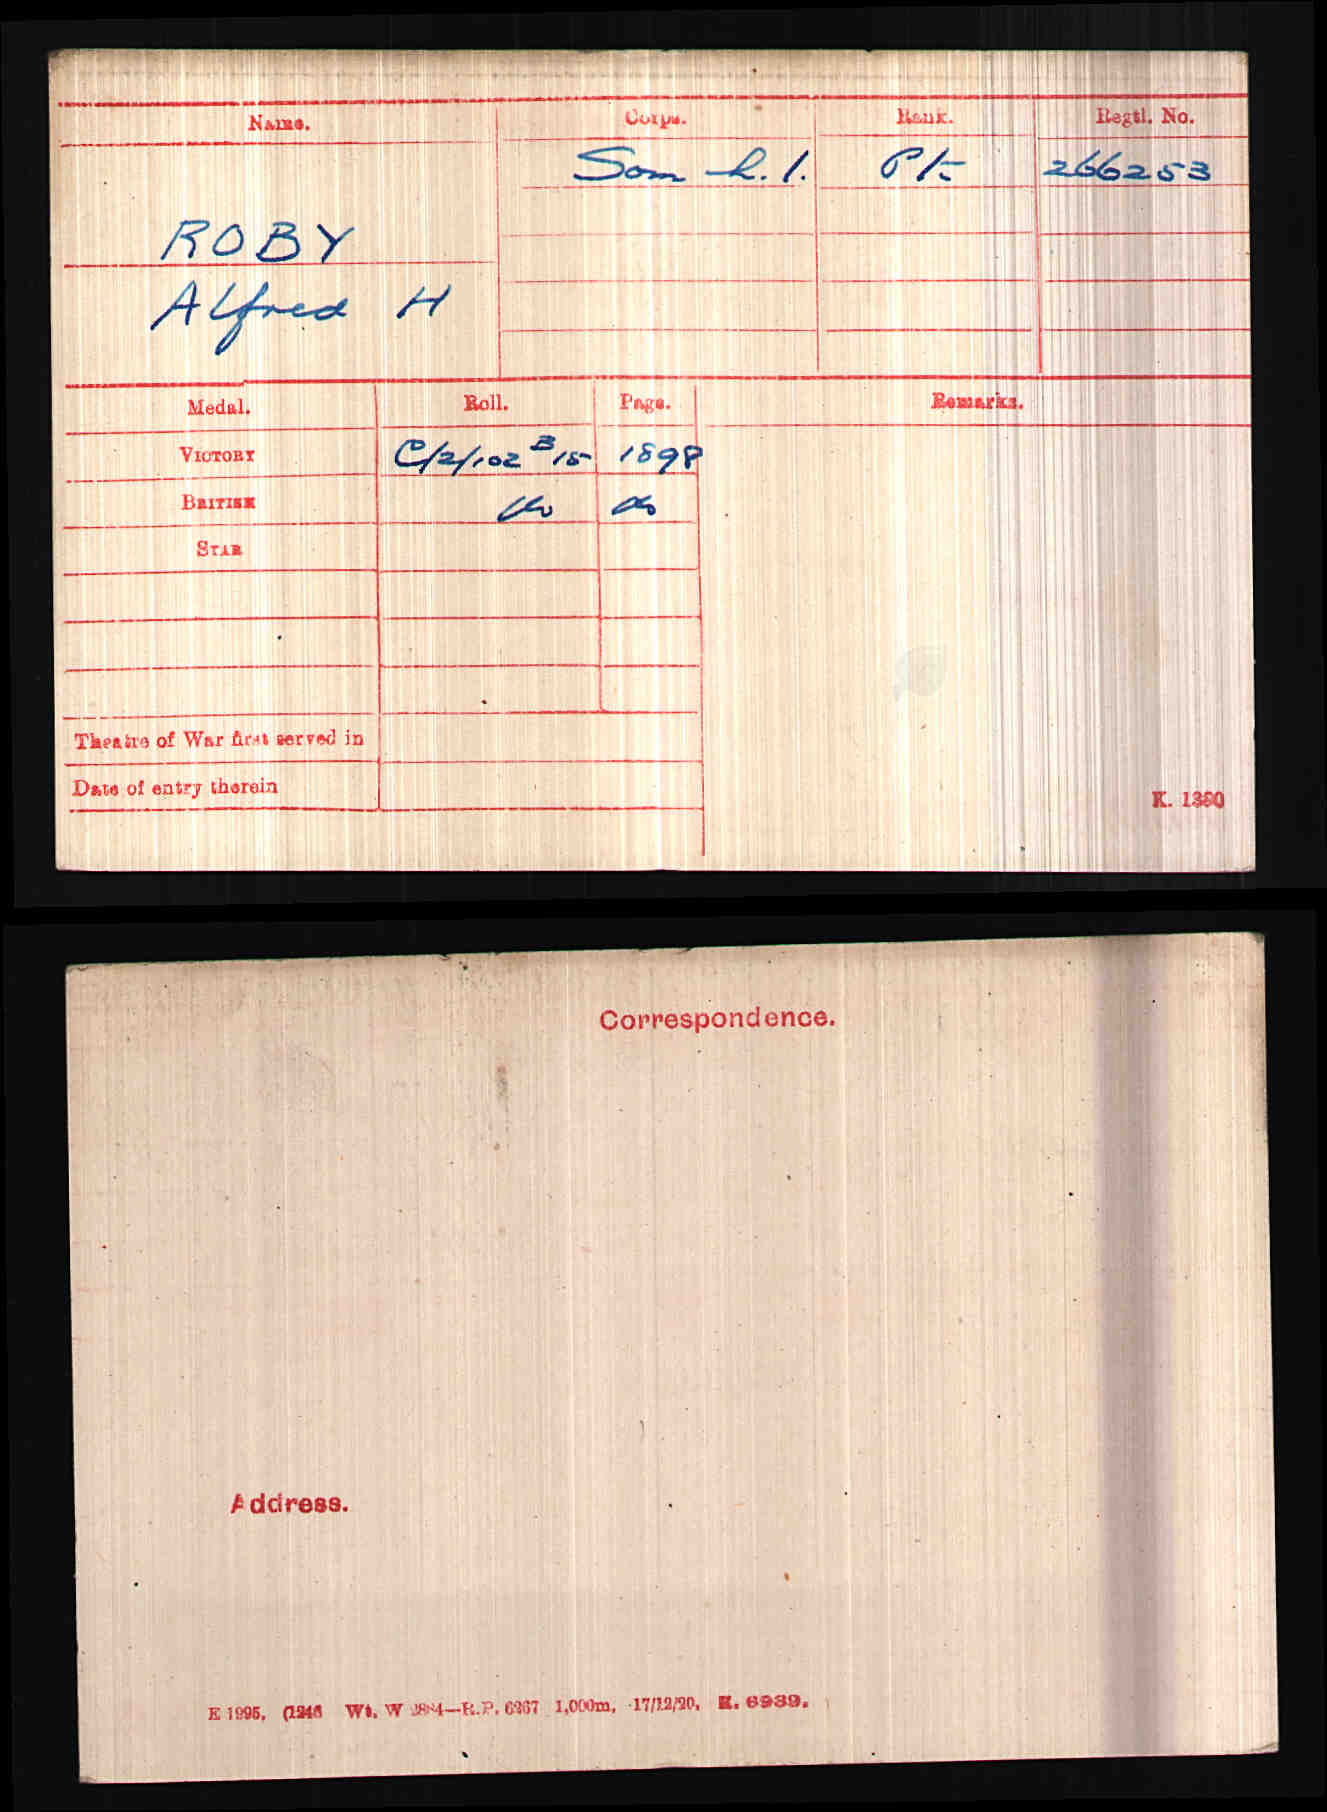 Name. Corps. Rank. Regtl. No.
Som L.I. Pte 266253
ROBY
Alfred H
Medal. Roll. Page. Remarks.
VICTORY C/2/102 B 15 1898
BRITISH do do
STAR
Theatre of War first served in
Date of entry therein
K. 1380
Correspondence.
Address.
E 1995. (1246 Wt. W 2884—R.P. 6267 1,000m. 17/12/20. K. 6939.